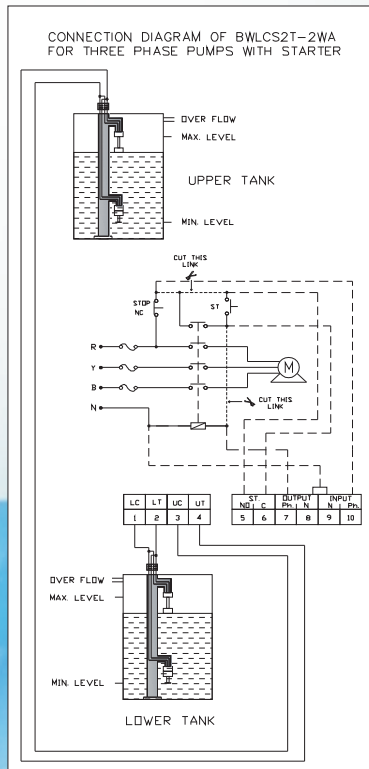 CONNECTION DIAGRAM OF BWLCS2T-2WA
FOR THREE PHASE PUMPS WITH STARTER
OVER FLOW
MAX. LEVEL
UPPER TANK
MIN. LEVEL
CUT THIS
LINK
STOP
NC
ST
R
Y
M
B
CUT THIS
LINK
N
LC LT UC UT
1 2 3 4
ST. OUTPUT INPUT
NO C Ph. N N Ph.
5 6 7 8 9 10
OVER FLOW
MAX. LEVEL
MIN. LEVEL
LOWER TANK